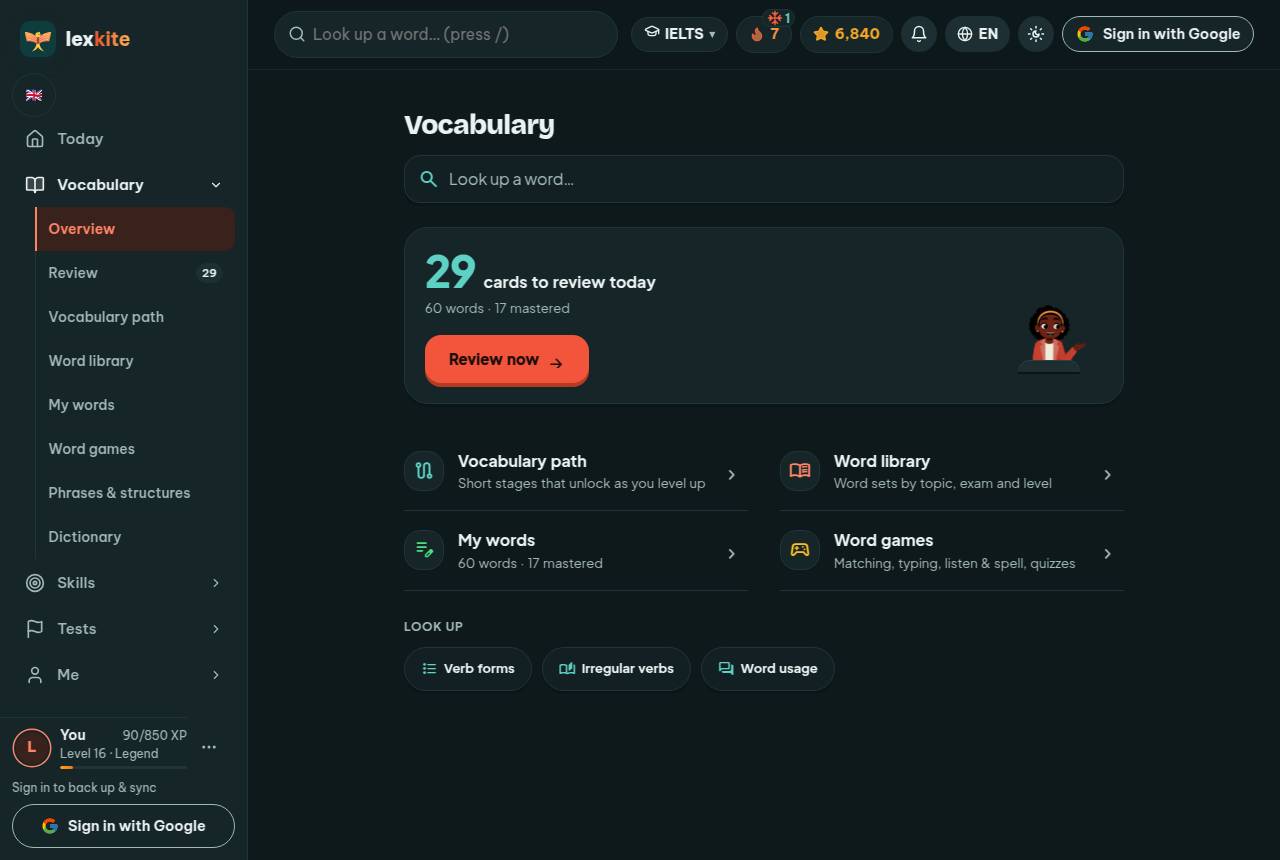 lexkite
Look up a word... (press /)
IELTS
1
7
6,840
EN
Sign in with Google
Today
Vocabulary
Overview
Review
29
Vocabulary path
Word library
My words
Word games
Phrases & structures
Dictionary
Skills
Tests
Me
L
You
90/850 XP
Level 16 · Legend
Sign in to back up & sync
Sign in with Google
Vocabulary
Look up a word...
29 cards to review today
60 words · 17 mastered
Review now →
Vocabulary path
Short stages that unlock as you level up
Word library
Word sets by topic, exam and level
My words
60 words · 17 mastered
Word games
Matching, typing, listen & spell, quizzes
LOOK UP
Verb forms
Irregular verbs
Word usage